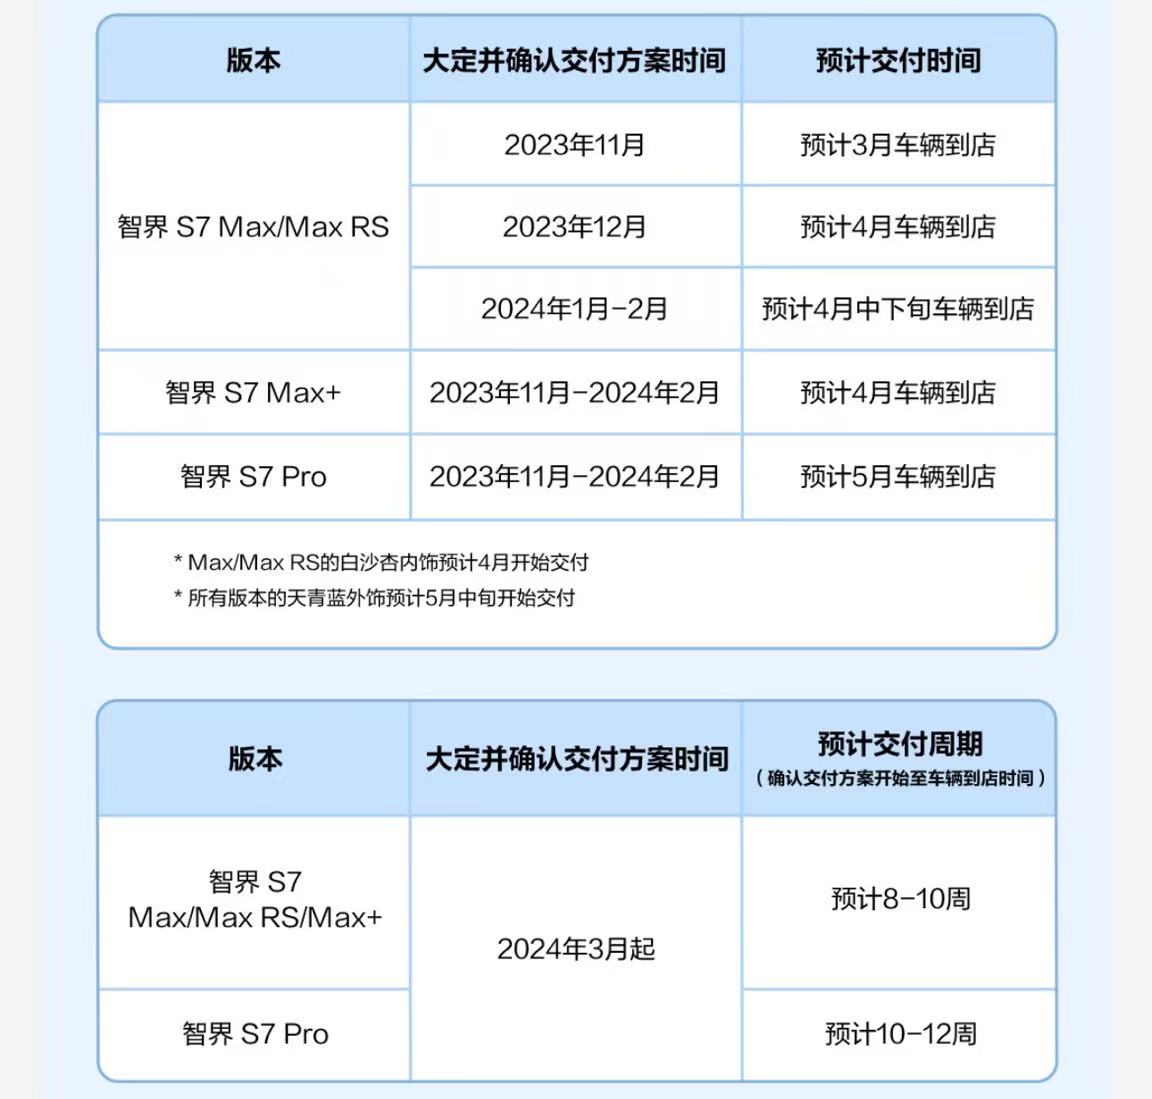 版本
大定并确认交付方案时间
预计交付时间
智界 S7 Max/Max RS
2023年11月
预计3月车辆到店
2023年12月
预计4月车辆到店
2024年1月-2月
预计4月中下旬车辆到店
智界 S7 Max+
2023年11月-2024年2月
预计4月车辆到店
智界 S7 Pro
2023年11月-2024年2月
预计5月车辆到店
* Max/Max RS的白沙杏内饰预计4月开始交付
* 所有版本的天青蓝外饰预计5月中旬开始交付
版本
大定并确认交付方案时间
预计交付周期
（确认交付方案开始至车辆到店时间）
智界 S7
Max/Max RS/Max+
2024年3月起
预计8-10周
智界 S7 Pro
预计10-12周